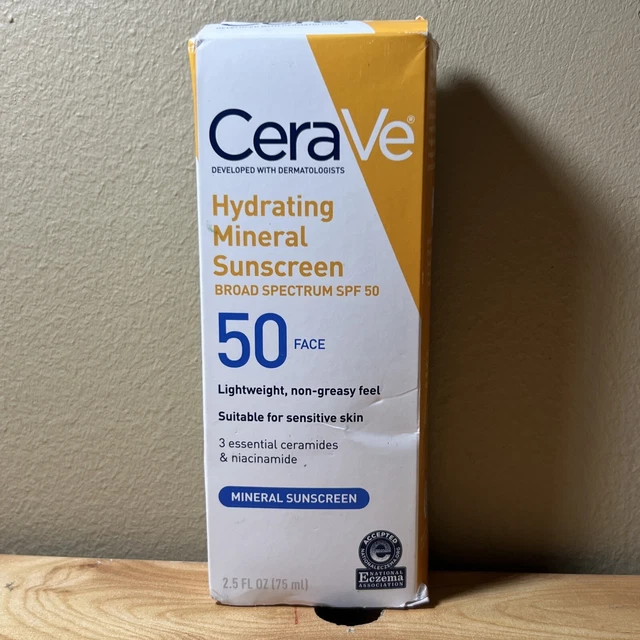 CeraVe®
DEVELOPED WITH DERMATOLOGISTS
Hydrating
Mineral
Sunscreen
BROAD SPECTRUM SPF 50
50 FACE
Lightweight, non-greasy feel
Suitable for sensitive skin
3 essential ceramides
& niacinamide
MINERAL SUNSCREEN
2.5 FL OZ (75 ml)
ACCEPTED
e
NATIONAL
Eczema
ASSOCIATION